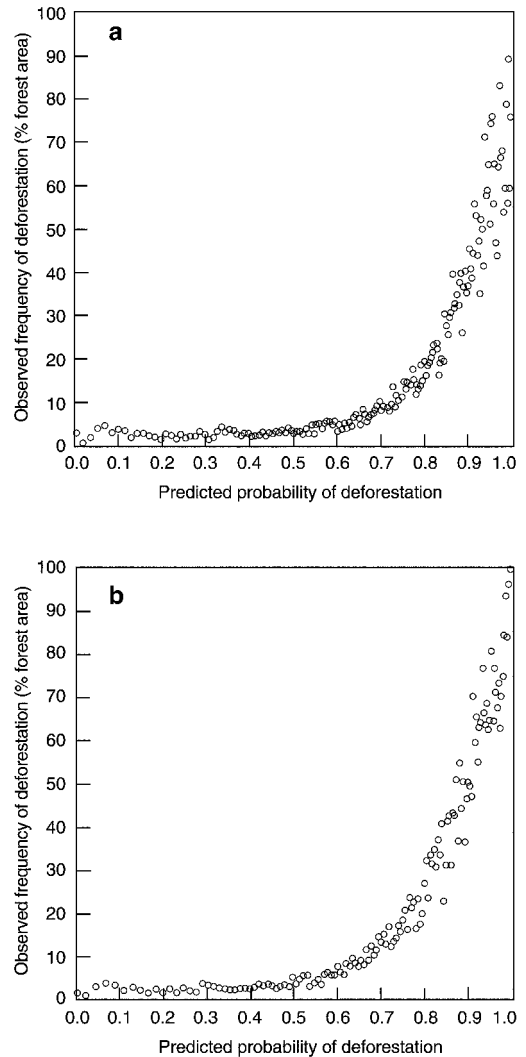 a
100
90
80
70
60
50
40
30
20
10
0
Observed frequency of deforestation (% forest area)
0.0 0.1 0.2 0.3 0.4 0.5 0.6 0.7 0.8 0.9 1.0
Predicted probability of deforestation
b
100
90
80
70
60
50
40
30
20
10
0
Observed frequency of deforestation (% forest area)
0.0 0.1 0.2 0.3 0.4 0.5 0.6 0.7 0.8 0.9 1.0
Predicted probability of deforestation